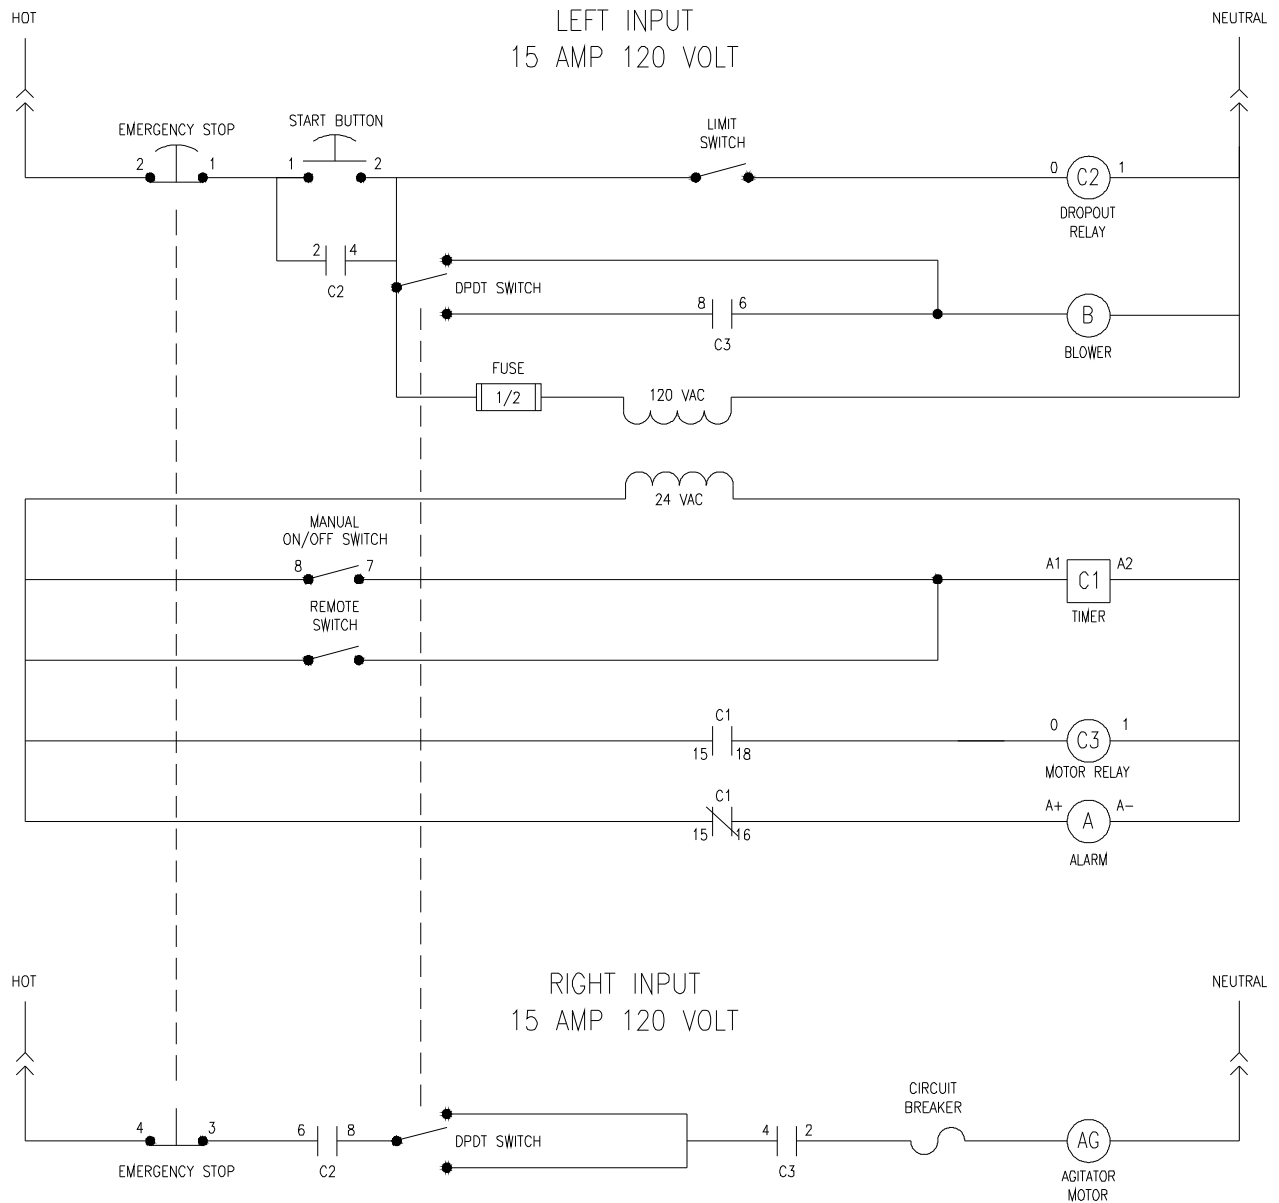 HOT
LEFT INPUT
15 AMP 120 VOLT
NEUTRAL
EMERGENCY STOP
START BUTTON
LIMIT
SWITCH
2 1
1 2
0 C2 1
DROPOUT
RELAY
2 4
C2
DPDT SWITCH
8 6
C3
B
BLOWER
FUSE
1/2
120 VAC
24 VAC
MANUAL
ON/OFF SWITCH
8 7
A1 C1 A2
TIMER
REMOTE
SWITCH
C1
15 18
0 C3 1
MOTOR RELAY
C1
15 16
A+ A A-
ALARM
HOT
RIGHT INPUT
15 AMP 120 VOLT
NEUTRAL
4 3
EMERGENCY STOP
6 8
C2
DPDT SWITCH
4 2
C3
CIRCUIT
BREAKER
AG
AGITATOR
MOTOR